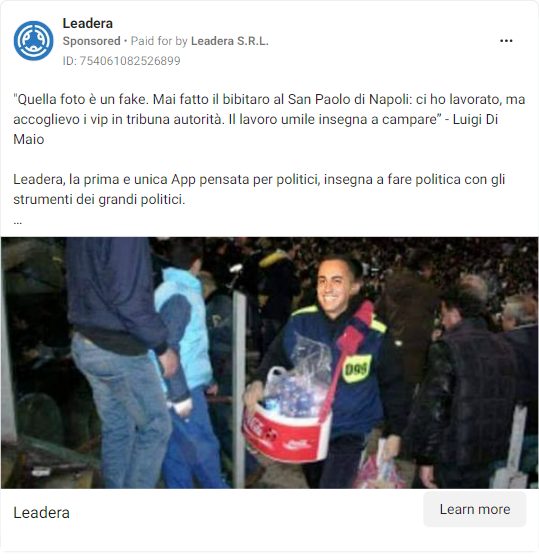 Leadera
Sponsored • Paid for by Leadera S.R.L.
ID: 754061082526899
"Quella foto è un fake. Mai fatto il bibitaro al San Paolo di Napoli: ci ho lavorato, ma
accoglievo i vip in tribuna autorità. Il lavoro umile insegna a campare” - Luigi Di
Maio
Leadera, la prima e unica App pensata per politici, insegna a fare politica con gli
strumenti dei grandi politici.
...
099
Coca-Cola
Leadera
Learn more